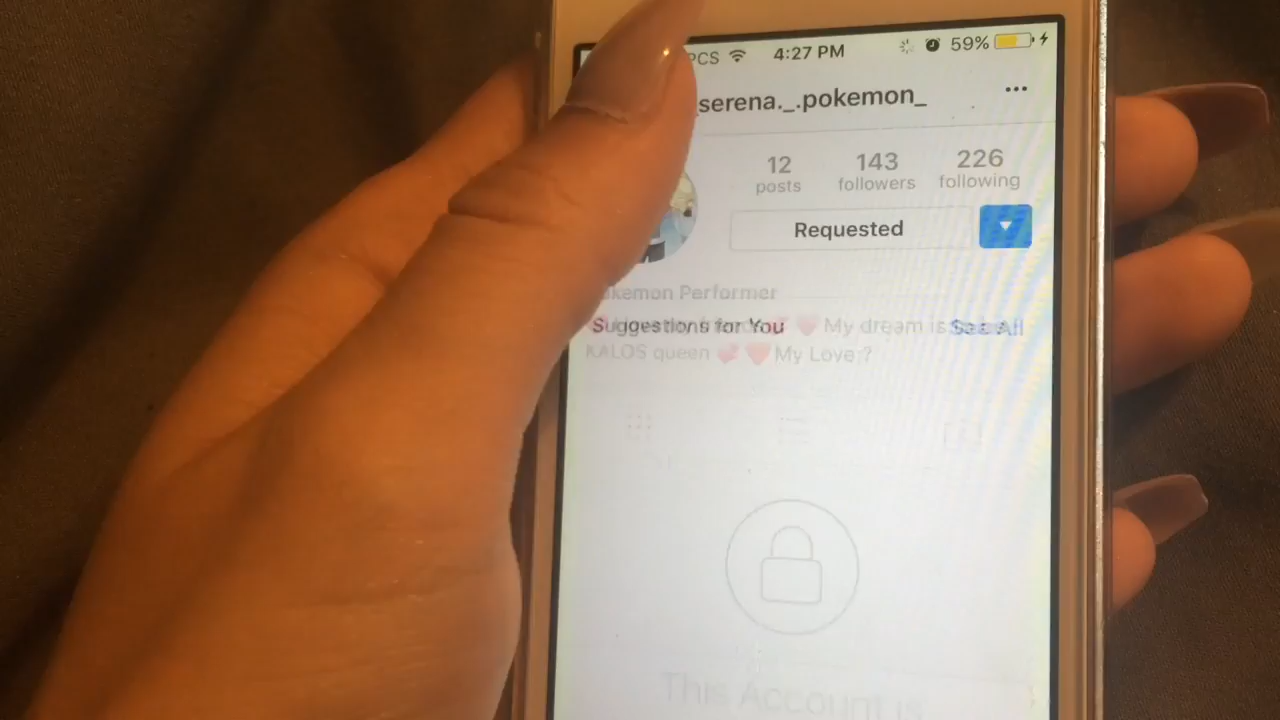 PCS 4:27 PM 59%
serena._.pokemon_
12 143 226
posts followers following
Requested
kemon Performer
Suggestions for You My dream is See All
KALOS queen My Love ?
This Account is